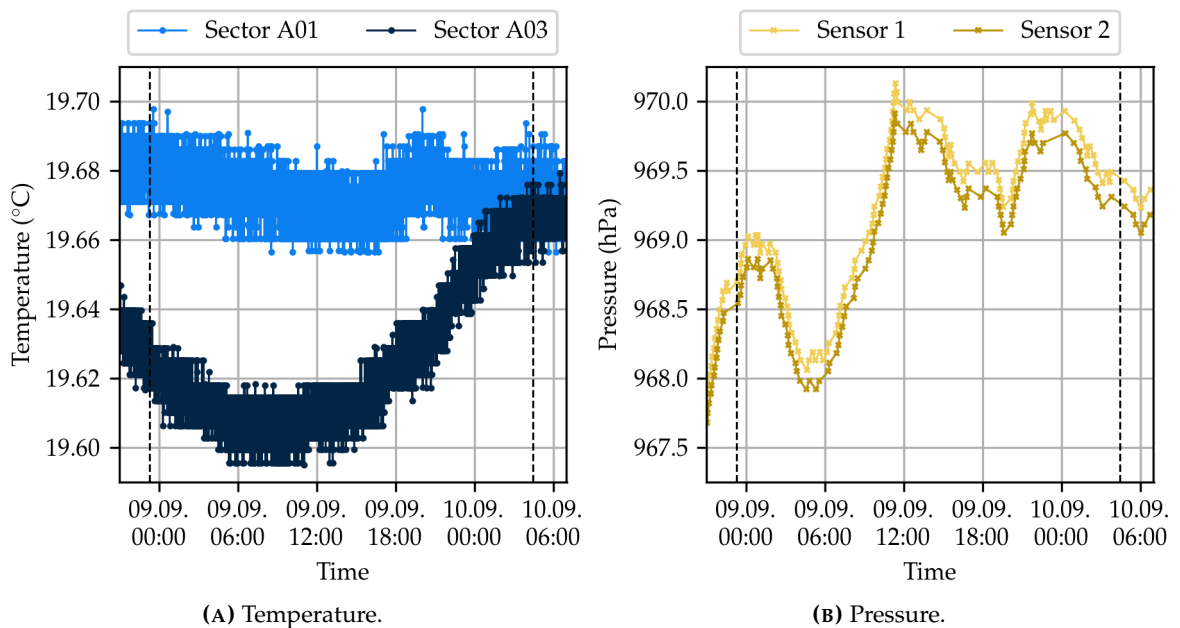 Sector A01 Sector A03
Sensor 1 Sensor 2
Temperature (°C)
19.70
19.68
19.66
19.64
19.62
19.60
09.09. 09.09. 09.09. 09.09. 10.09. 10.09.
00:00 06:00 12:00 18:00 00:00 06:00
Time
(A) Temperature.
Pressure (hPa)
970.0
969.5
969.0
968.5
968.0
967.5
09.09. 09.09. 09.09. 09.09. 10.09. 10.09.
00:00 06:00 12:00 18:00 00:00 06:00
Time
(B) Pressure.